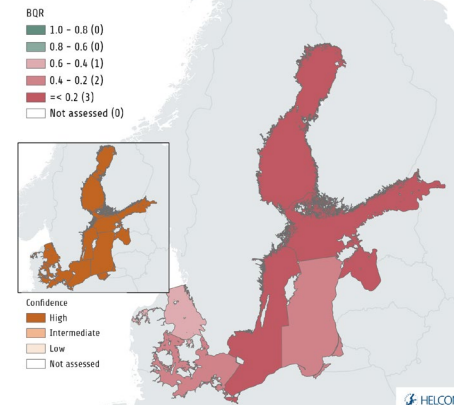 BQR
1.0 - 0.8 (0)
0.8 - 0.6 (0)
0.6 - 0.4 (1)
0.4 - 0.2 (2)
=< 0.2 (3)
Not assessed (0)
Confidence
High
Intermediate
Low
Not assessed
HELCOM